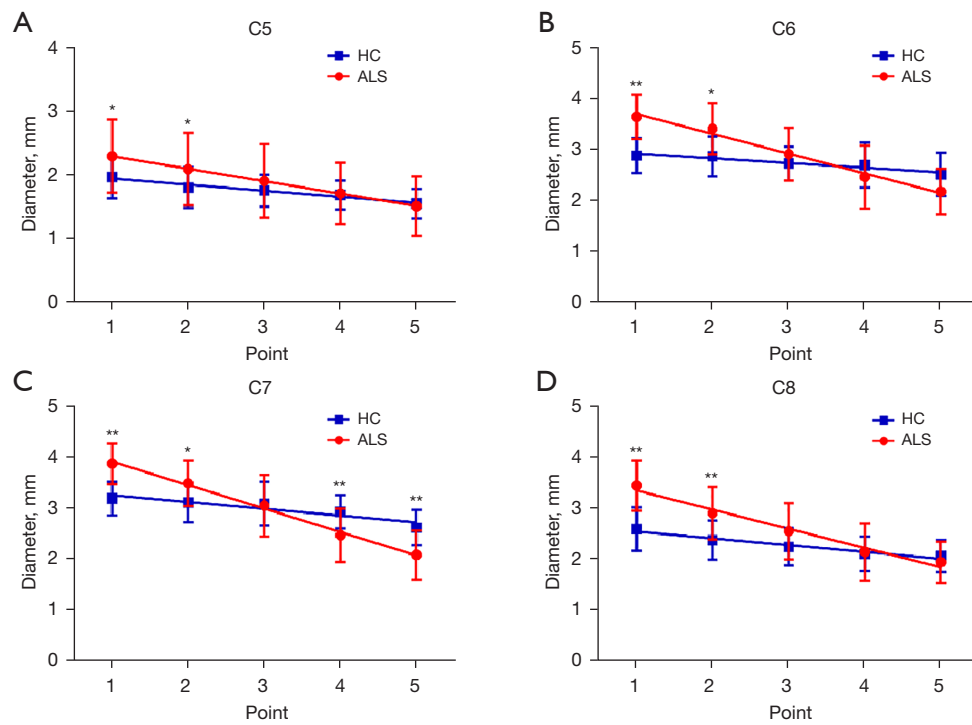 A
C5
HC
ALS
4
3
2
1
0
Diameter, mm
*
*
1 2 3 4 5
Point
B
C6
HC
ALS
5
4
3
2
1
0
Diameter, mm
**
*
1 2 3 4 5
Point
C
C7
HC
ALS
5
4
3
2
1
0
Diameter, mm
**
*
**
**
1 2 3 4 5
Point
D
C8
HC
ALS
5
4
3
2
1
0
Diameter, mm
**
**
1 2 3 4 5
Point